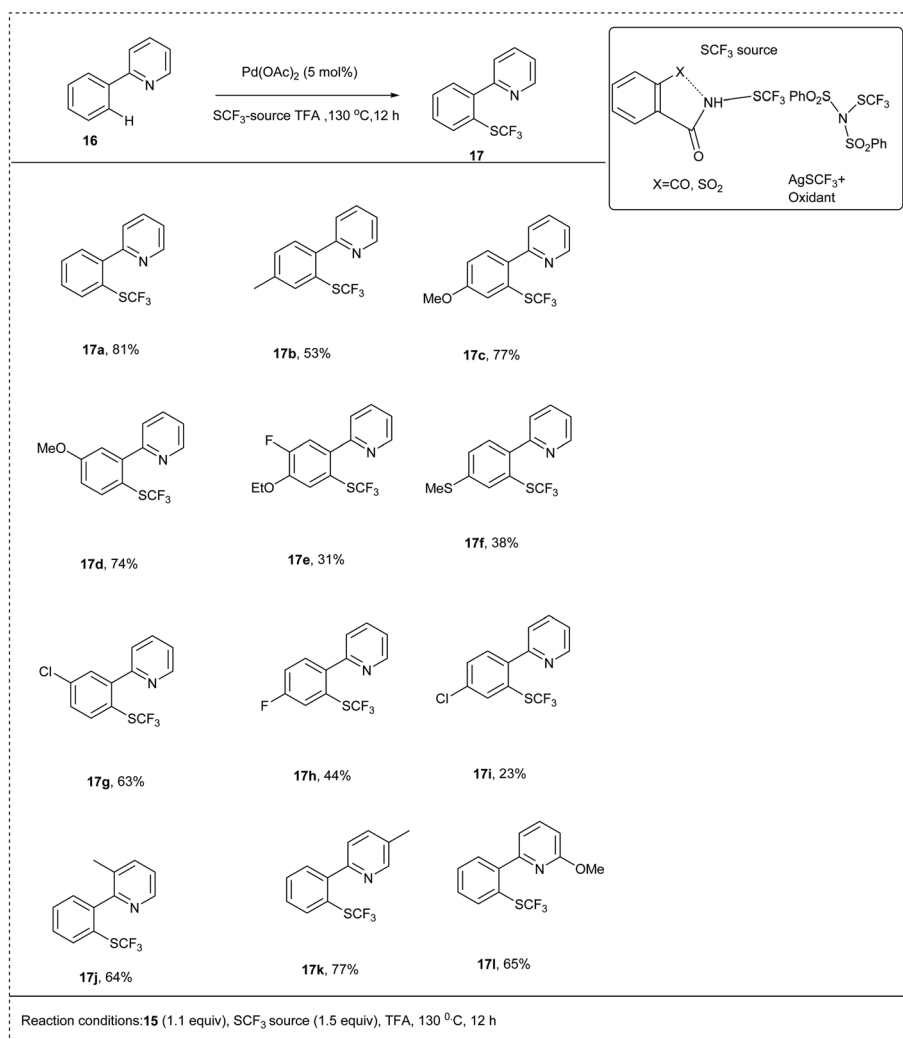 Pd(OAc)2 (5 mol%)
SCF3-source TFA ,130 oC,12 h
N
H
16
N
SCF3
17
SCF3 source
X
NH
SCF3
O
X=CO, SO2
PhO2S
SCF3
N
SO2Ph
AgSCF3+
Oxidant
N
SCF3
17a, 81%
N
SCF3
17b, 53%
N
MeO
SCF3
17c, 77%
MeO
N
SCF3
17d, 74%
F
N
EtO
SCF3
17e, 31%
N
MeS
SCF3
17f, 38%
Cl
N
SCF3
17g, 63%
N
F
SCF3
17h, 44%
N
Cl
SCF3
17i, 23%
N
SCF3
17j, 64%
N
SCF3
17k, 77%
N
OMe
SCF3
17l, 65%
Reaction conditions:15 (1.1 equiv), SCF3 source (1.5 equiv), TFA, 130 0·C, 12 h